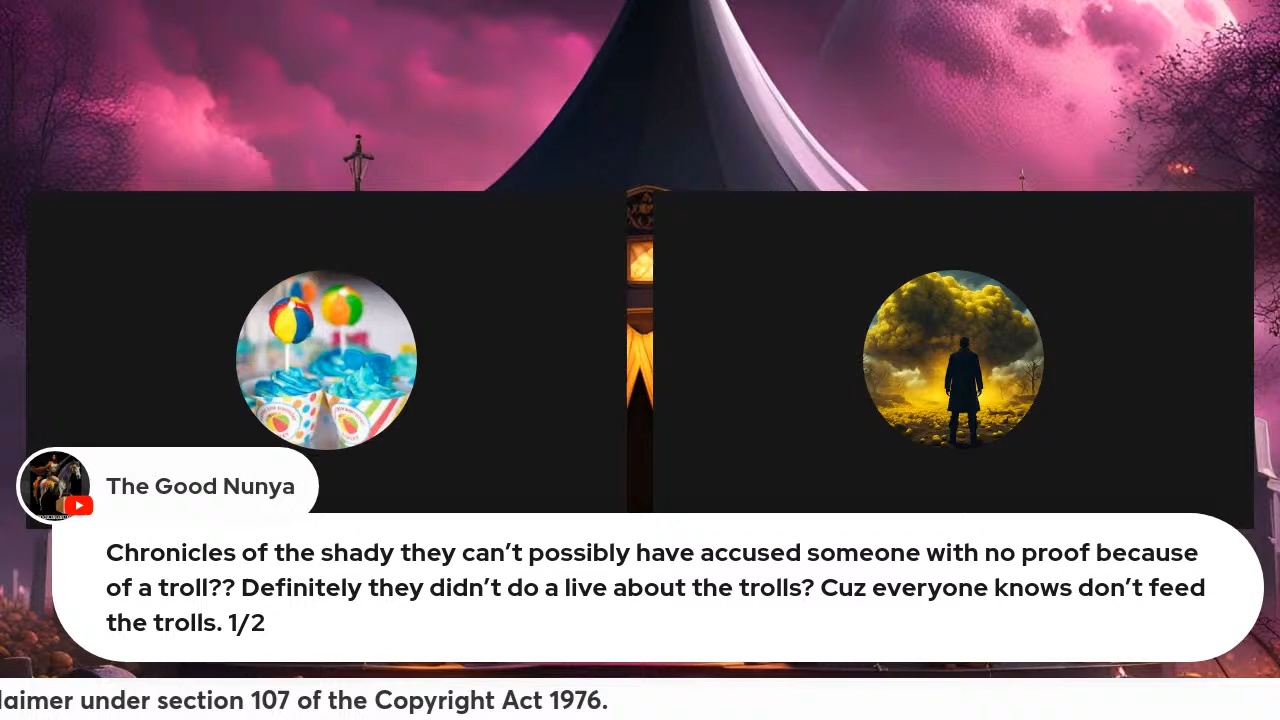 The Good Nunya
Chronicles of the shady they can't possibly have accused someone with no proof because
of a troll?? Definitely they didn't do a live about the trolls? Cuz everyone knows don't feed
the trolls. 1/2
laimer under section 107 of the Copyright Act 1976.